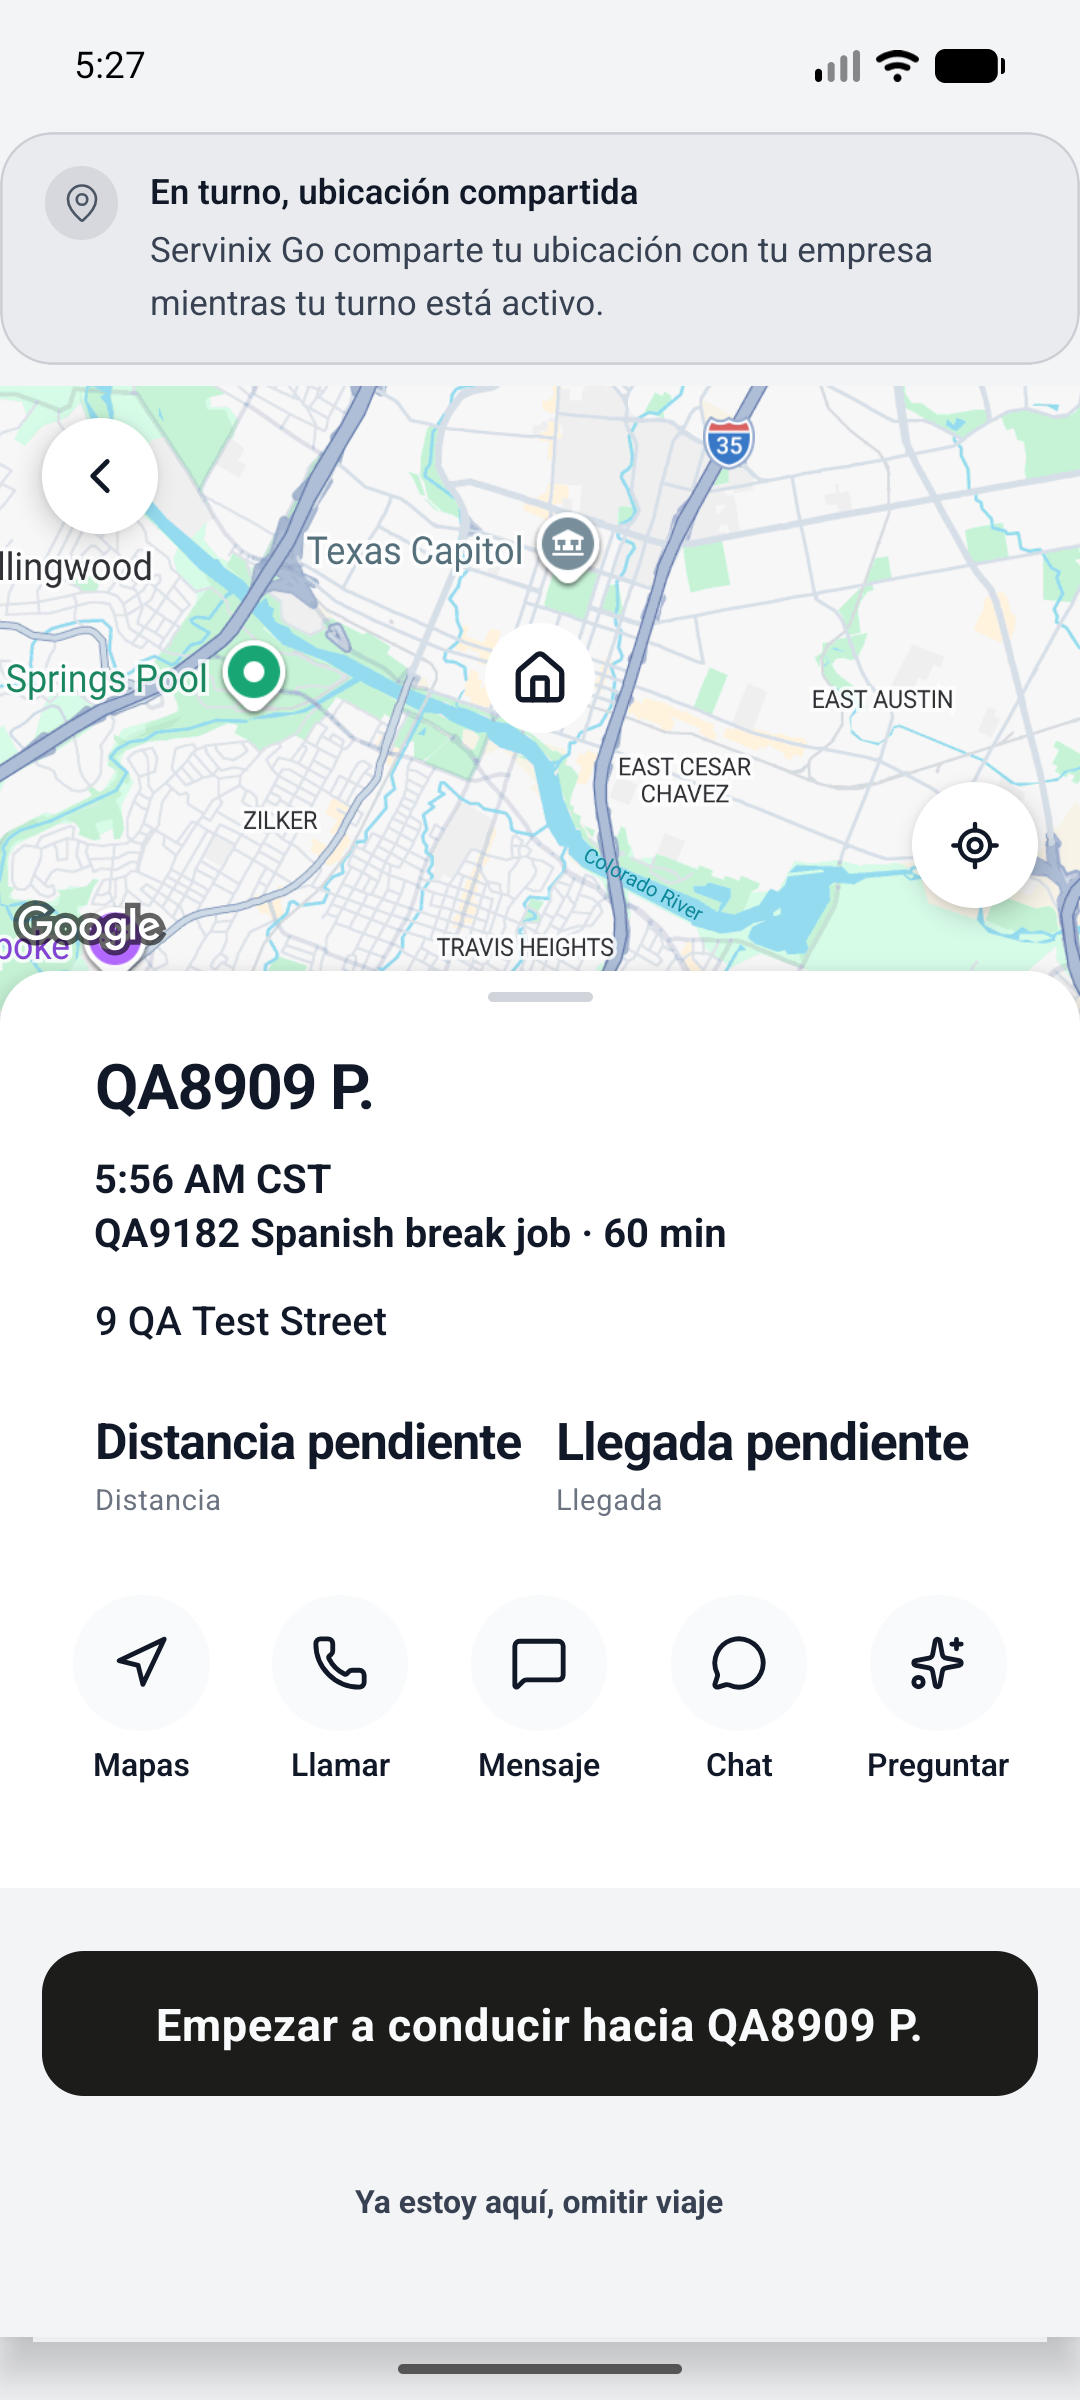 5:27
En turno, ubicación compartida
Servinix Go comparte tu ubicación con tu empresa
mientras tu turno está activo.
35
Texas Capitol
llingwood
Springs Pool
EAST AUSTIN
EAST CESAR
CHAVEZ
ZILKER
Colorado River
Google
poke
TRAVIS HEIGHTS
QA8909 P.
5:56 AM CST
QA9182 Spanish break job · 60 min
9 QA Test Street
Distancia pendiente
Llegada pendiente
Distancia
Llegada
Mapas
Llamar
Mensaje
Chat
Preguntar
Empezar a conducir hacia QA8909 P.
Ya estoy aquí, omitir viaje